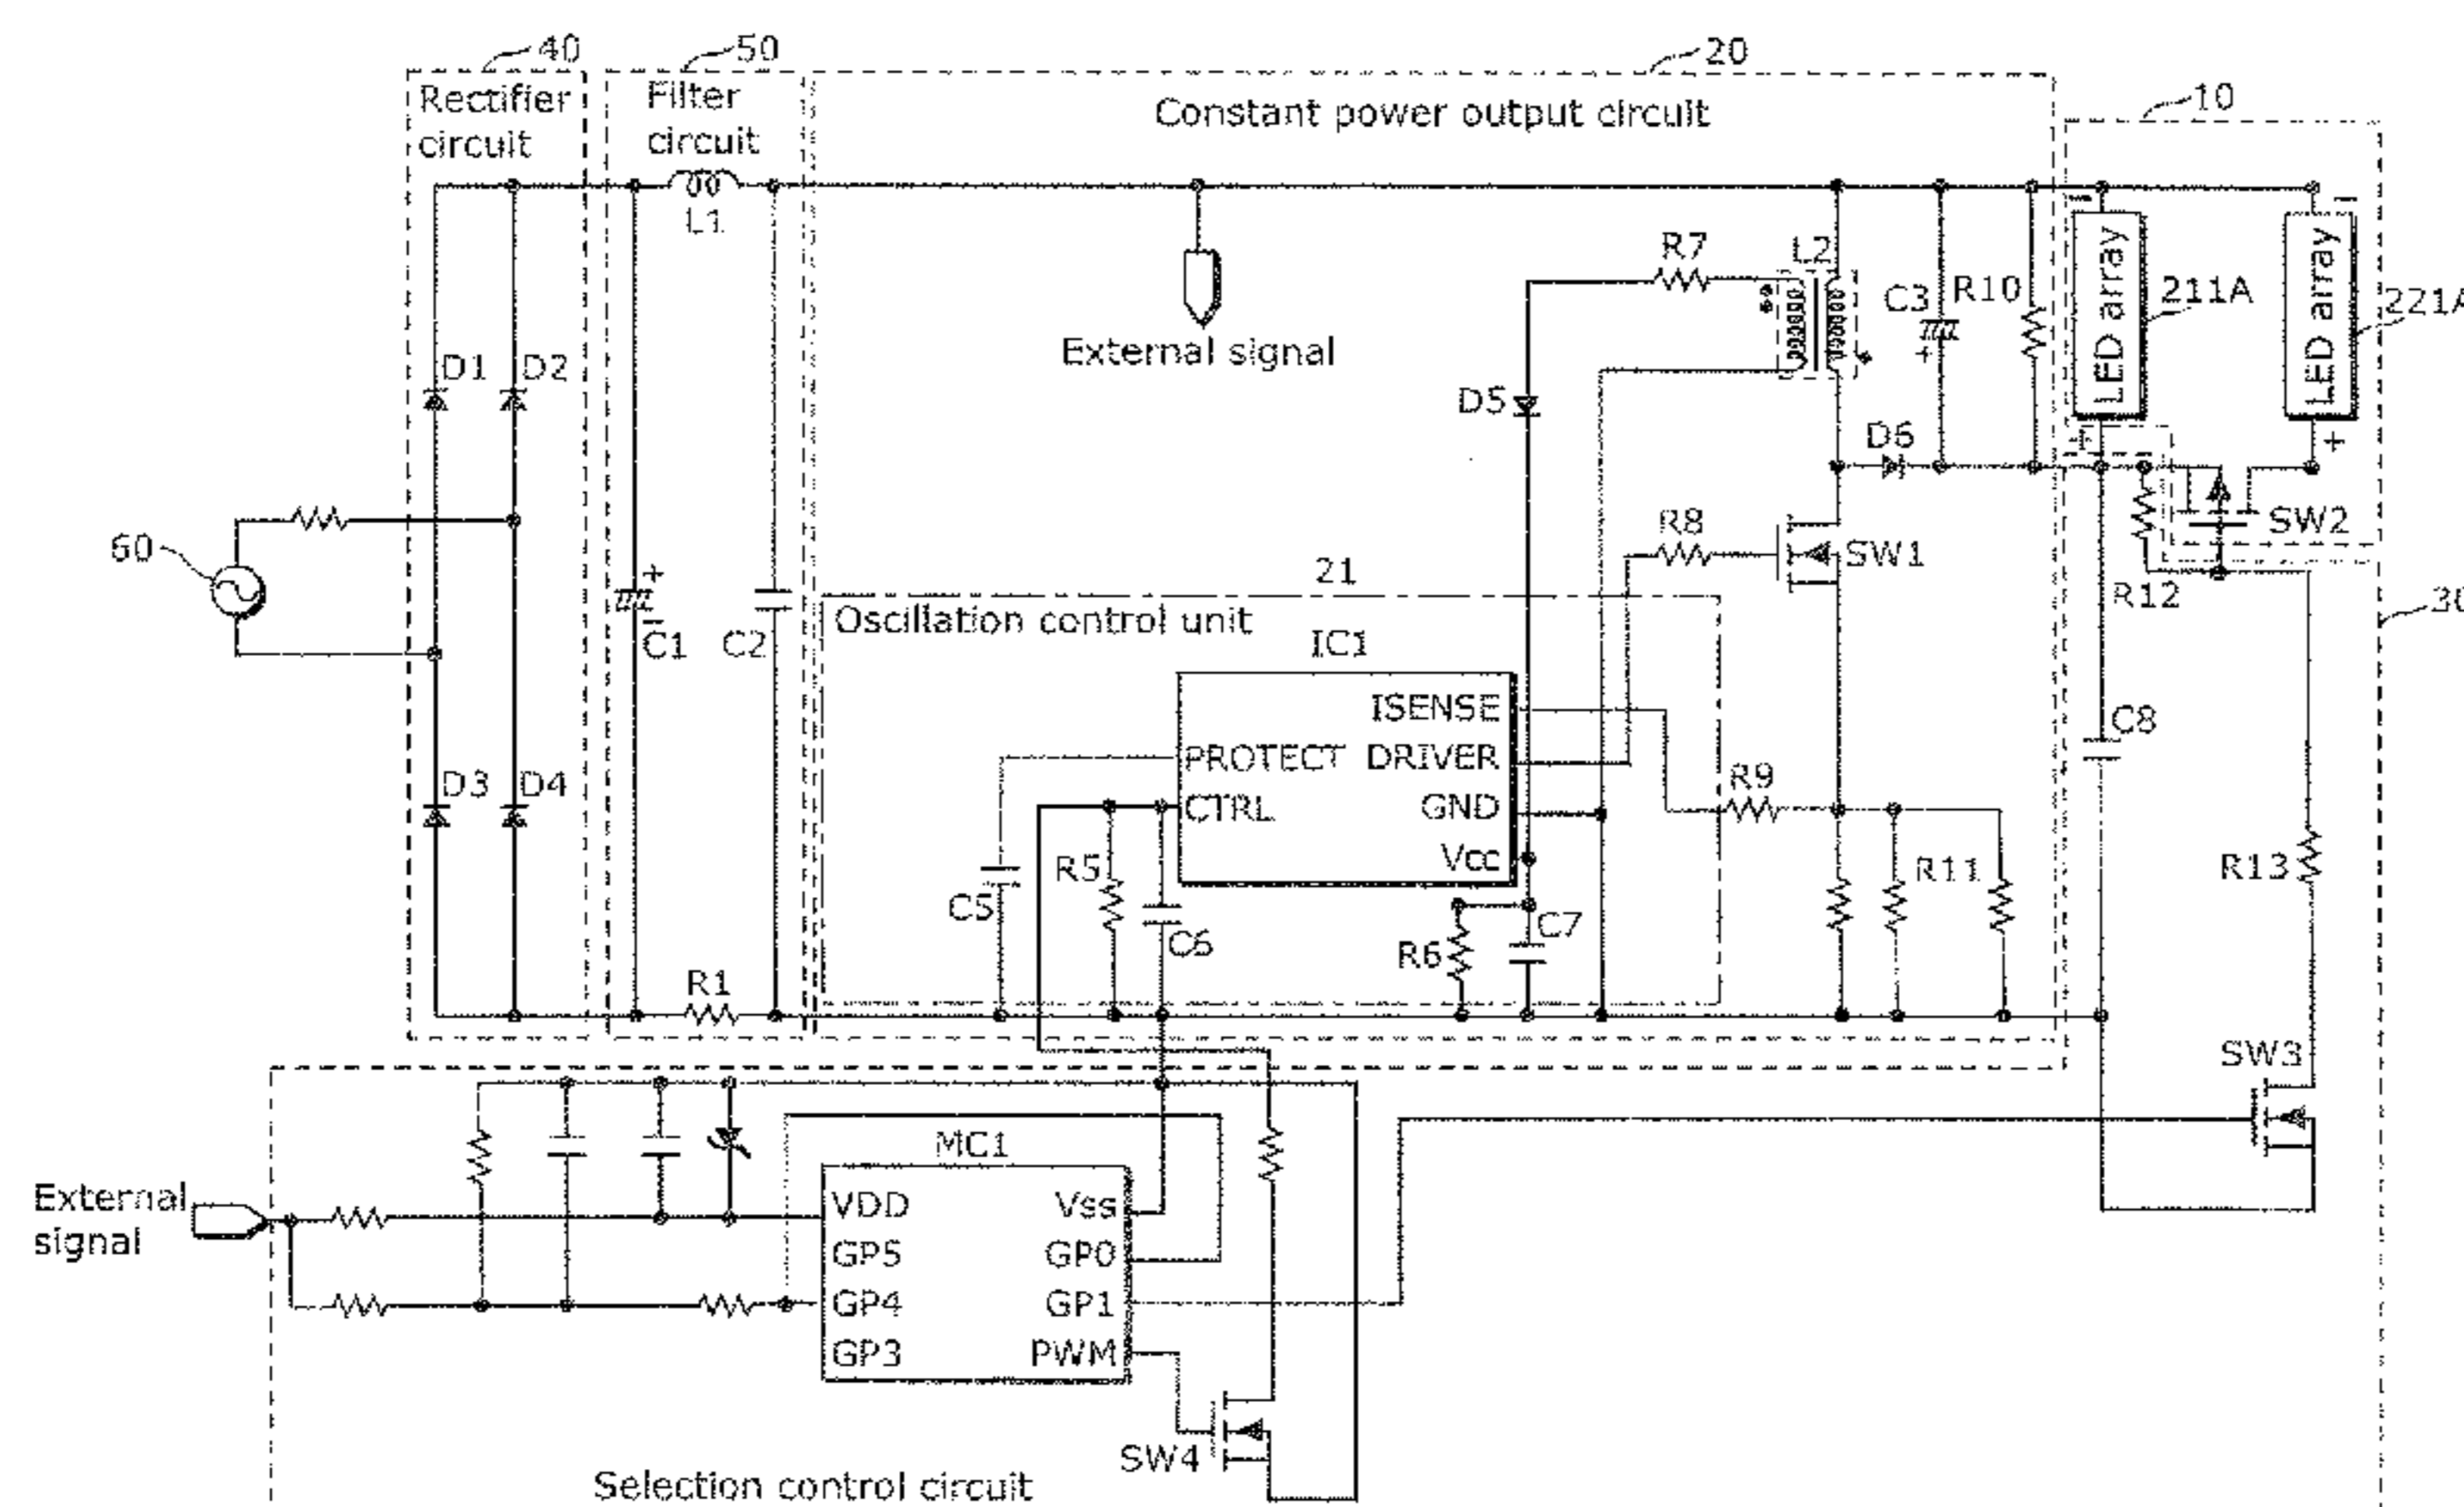 40
50
20
10
Rectifier
circuit
Filter
circuit
Constant power output circuit
L1
R7
L2
C3
R10
LED array
211A
LED array
221A
External signal
D1
D2
D5
D6
+
+
+
60
R8
SW1
SW2
R12
30
21
Oscillation control unit
IC1
+
C1
C2
ISENSE
PROTECT
DRIVER
CTRL
GND
Vcc
R9
C8
R13
D3
D4
C5
R5
C6
R6
C7
R11
R1
SW3
MC1
External
signal
VDD
Vss
GP5
GP0
GP4
GP1
GP3
PWM
SW4
Selection control circuit